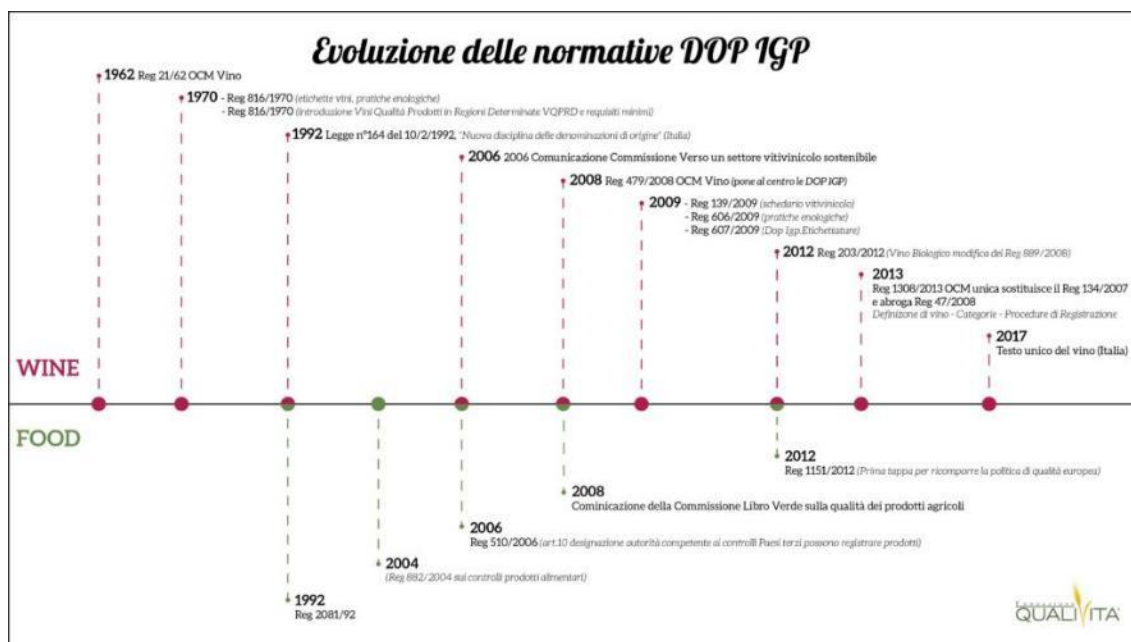 Evoluzione delle normative DOP IGP
1962 Reg 21/62 OCM Vino
1970 - Reg 816/1970 (etichette vini, pratiche enologiche)
- Reg 816/1970 (introduzione Vini Qualità Prodotti in Regioni Determinate VQPRD e requisiti minimi)
1992 Legge n°164 del 10/2/1992, "Nuova disciplina delle denominazioni di origine" (Italia)
2006 2006 Comunicazione Commissione Verso un settore vitivinicolo sostenibile
2008 Reg 479/2008 OCM Vino (pone al centro le DOP IGP)
2009 - Reg 139/2009 (schedario vitivinicolo)
- Reg 606/2009 (pratiche enologiche)
- Reg 607/2009 (Dop Igp,Etichettature)
2012 Reg 203/2012 (Vino Biologico modifica del Reg 889/2008)
2013
Reg 1308/2013 OCM unica sostituisce il Reg 134/2007
e abroga Reg 47/2008
Definizone di vino - Categorie - Procedure di Registrazione
2017
Testo unico del vino (Italia)
WINE
FOOD
2012
Reg 1151/2012 (Prima tappa per ricomporre la politica di qualità europea)
2008
Cominicazione della Commissione Libro Verde sulla qualità dei prodotti agricoli
2006
Reg 510/2006 (art.10 designazione autorità competente ai controlli Paesi terzi possono registrare prodotti)
2004
(Reg 882/2004 sui controlli prodotti alimentari)
1992
Reg 2081/92
FONDAZIONE
QUALIVITA